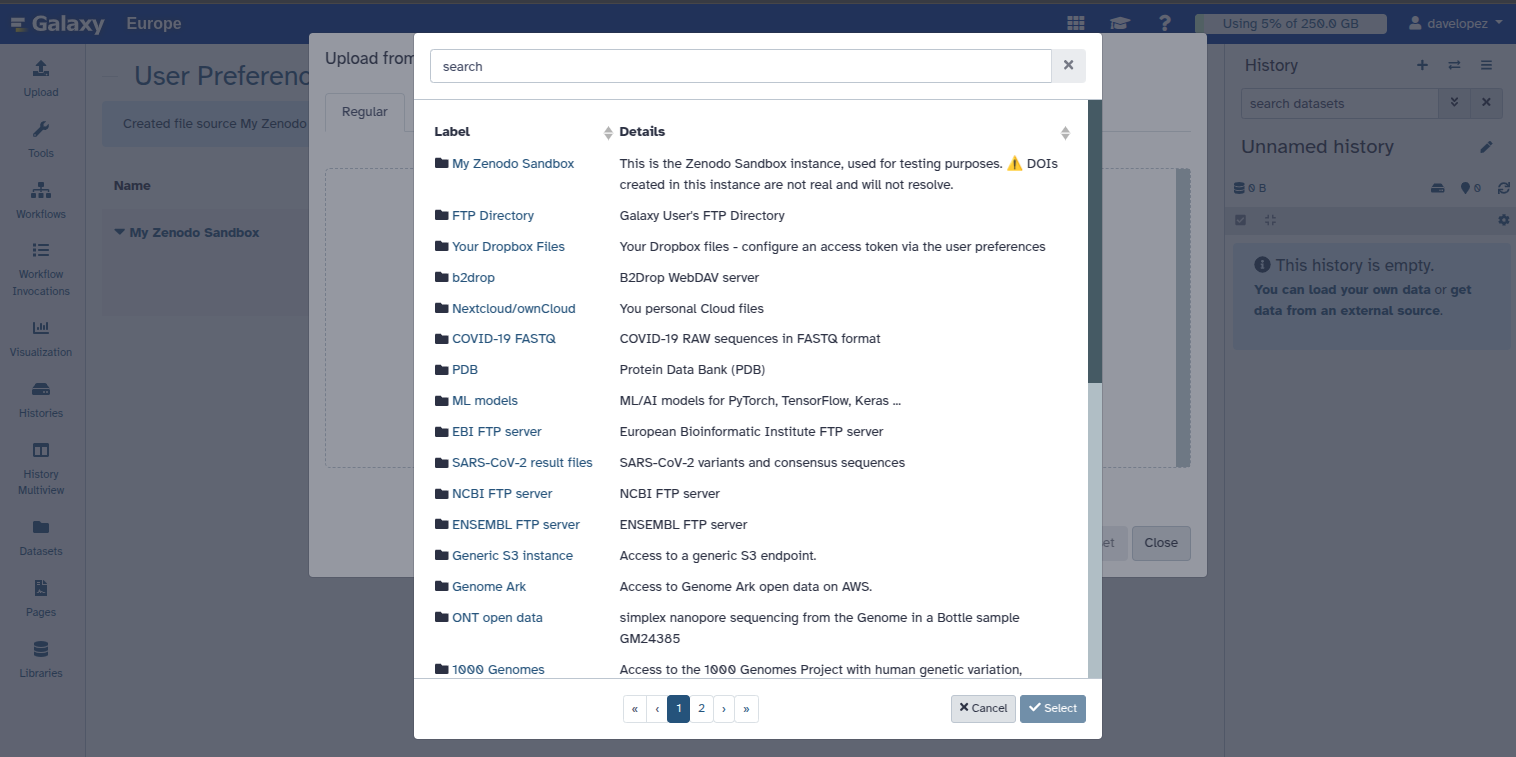 Galaxy Europe
Using 5% of 250.0 GB
davelopez
Upload
Tools
Workflows
Workflow
Invocations
Visualization
Histories
History
Multiview
Datasets
Pages
Libraries
User Preferenc
Created file source My Zenodo
Name
My Zenodo Sandbox
Upload from
Regular
search
Label Details
My Zenodo Sandbox This is the Zenodo Sandbox instance, used for testing purposes. ⚠️ DOIs
created in this instance are not real and will not resolve.
FTP Directory Galaxy User's FTP Directory
Your Dropbox Files Your Dropbox files - configure an access token via the user preferences
b2drop B2Drop WebDAV server
Nextcloud/ownCloud You personal Cloud files
COVID-19 FASTQ COVID-19 RAW sequences in FASTQ format
PDB Protein Data Bank (PDB)
ML models ML/AI models for PyTorch, TensorFlow, Keras ...
EBI FTP server European Bioinformatic Institute FTP server
SARS-CoV-2 result files SARS-CoV-2 variants and consensus sequences
NCBI FTP server NCBI FTP server
ENSEMBL FTP server ENSEMBL FTP server
Generic S3 instance Access to a generic S3 endpoint.
Genome Ark Access to Genome Ark open data on AWS.
ONT open data simplex nanopore sequencing from the Genome in a Bottle sample
GM24385
1000 Genomes Access to the 1000 Genomes Project with human genetic variation,
« ‹ 1 2 › »
Cancel Select
et Close
History
search datasets
Unnamed history
0 B 0
This history is empty.
You can load your own data or get
data from an external source.